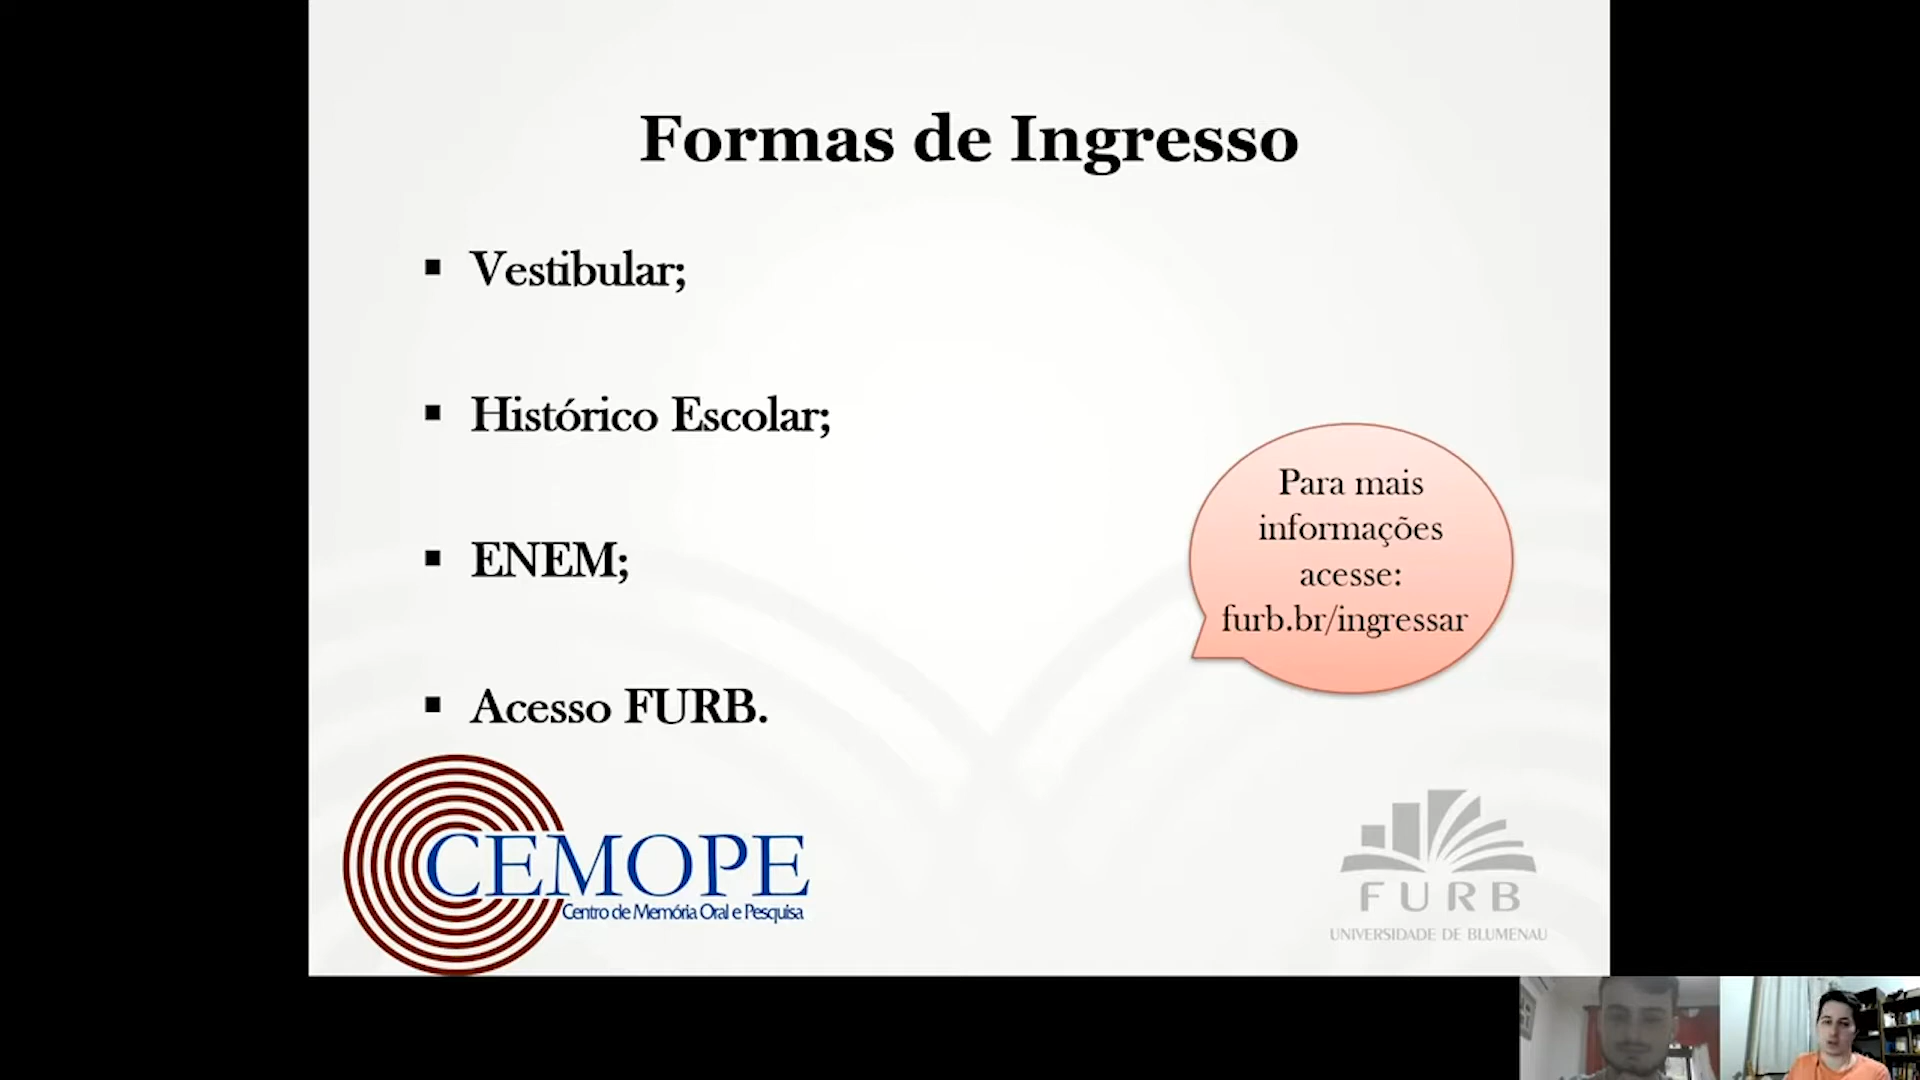 Formas de Ingresso
Vestibular;
Histórico Escolar;
ENEM;
Acesso FURB.
Para mais
informações
acesse:
furb.br/ingressar
CEMOPE
Centro de Memória Oral e Pesquisa
FURB
UNIVERSIDADE DE BLUMENAU